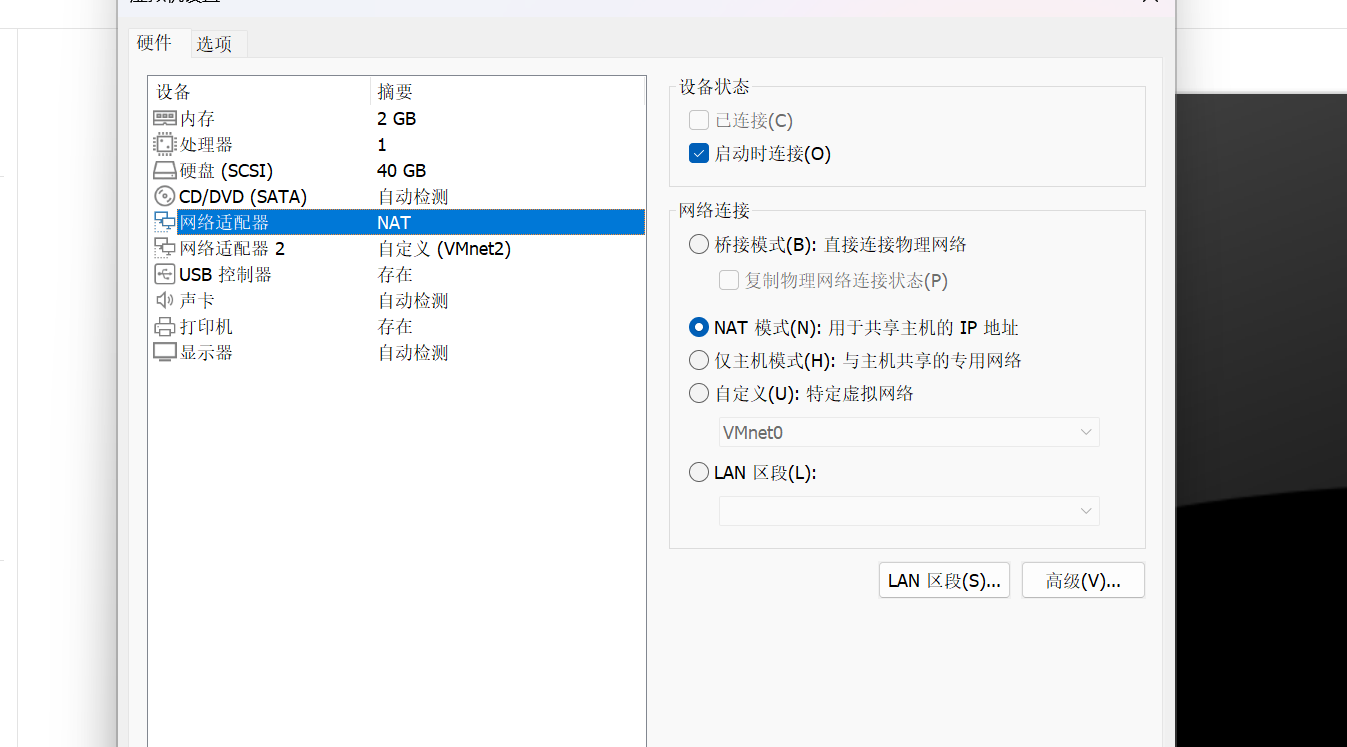 硬件 选项
设备 摘要
内存 2 GB
处理器 1
硬盘 (SCSI) 40 GB
CD/DVD (SATA) 自动检测
网络适配器 NAT
网络适配器 2 自定义 (VMnet2)
USB 控制器 存在
声卡 自动检测
打印机 存在
显示器 自动检测
设备状态
已连接(C)
启动时连接(O)
网络连接
桥接模式(B): 直接连接物理网络
复制物理网络连接状态(P)
NAT 模式(N): 用于共享主机的 IP 地址
仅主机模式(H): 与主机共享的专用网络
自定义(U): 特定虚拟网络
VMnet0
LAN 区段(L):
LAN 区段(S)... 高级(V)...